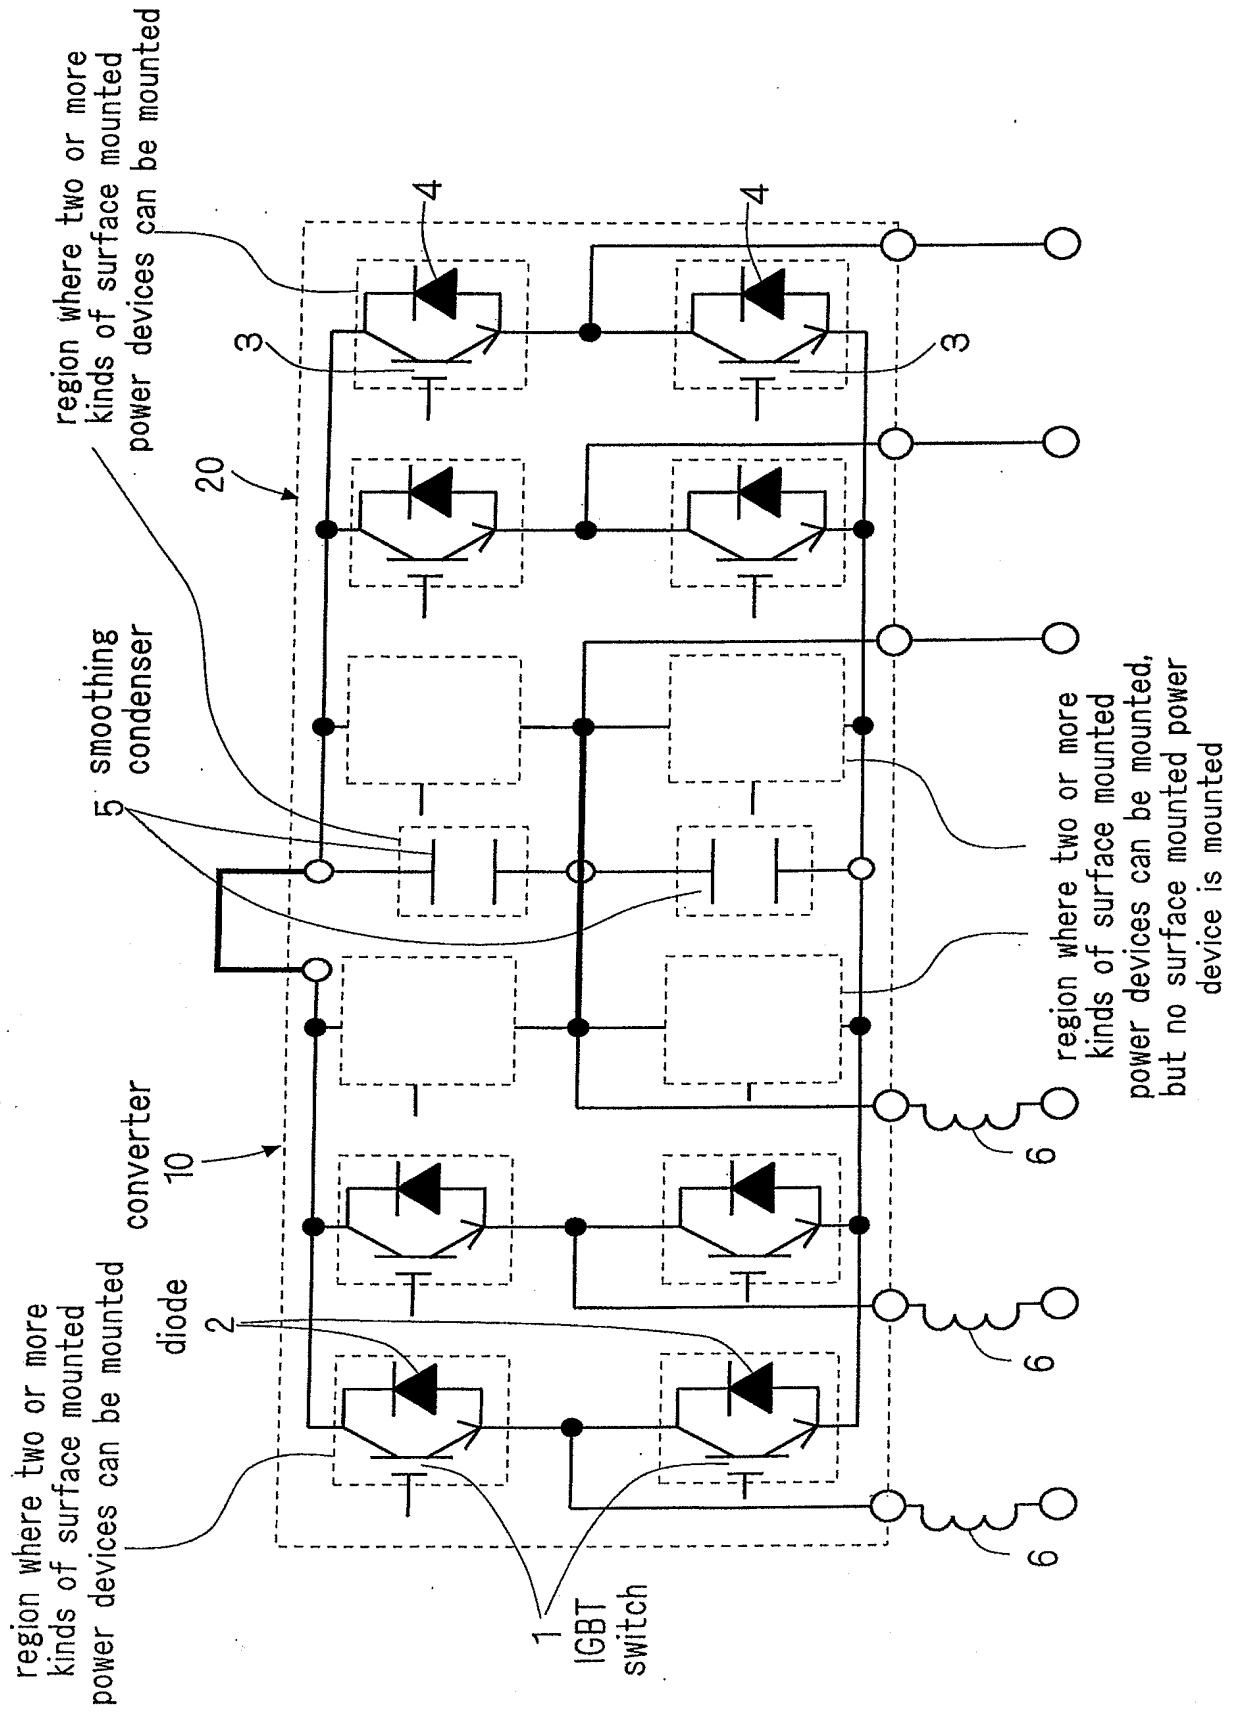 region where two or more
kinds of surface mounted
power devices can be mounted
1
IGBT
switch
diode
2
converter
10
5 smoothing
condenser
20
region where two or more
kinds of surface mounted
power devices can be mounted
3
4
4
3
6
6
6
region where two or more
kinds of surface mounted
power devices can be mounted,
but no surface mounted power
device is mounted